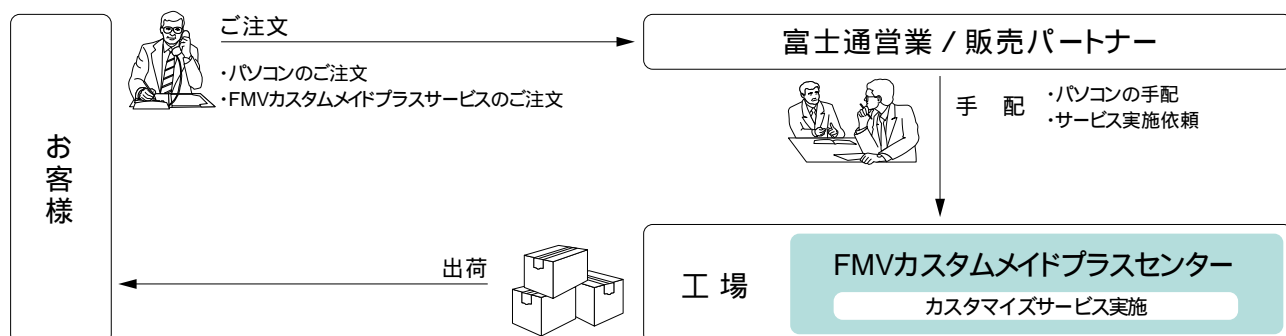 ご注文
・パソコンのご注文
・FMVカスタムメイドプラスサービスのご注文
富士通営業 / 販売パートナー
手 配
・パソコンの手配
・サービス実施依頼
お客様
出荷
工 場
FMVカスタムメイドプラスセンター
カスタマイズサービス実施